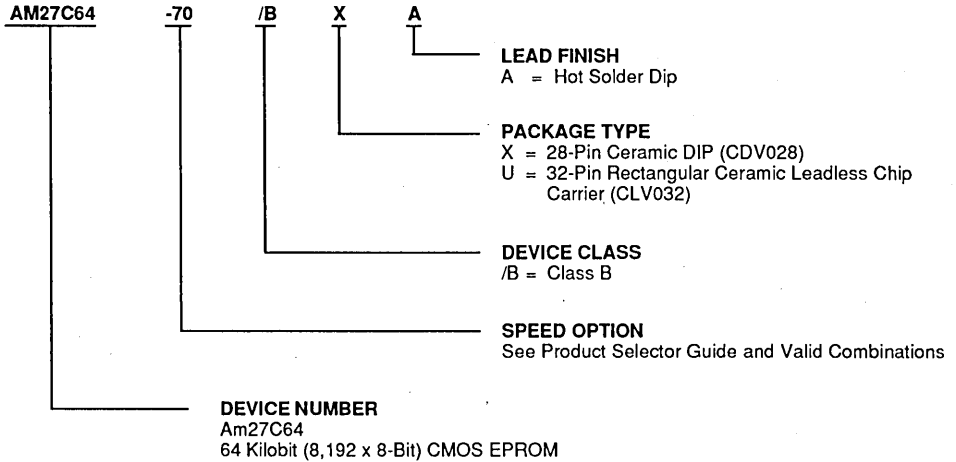 AM27C64 -70 /B X A
LEAD FINISH
A = Hot Solder Dip
PACKAGE TYPE
X = 28-Pin Ceramic DIP (CDV028)
U = 32-Pin Rectangular Ceramic Leadless Chip
Carrier (CLV032)
DEVICE CLASS
/B = Class B
SPEED OPTION
See Product Selector Guide and Valid Combinations
DEVICE NUMBER
Am27C64
64 Kilobit (8,192 x 8-Bit) CMOS EPROM